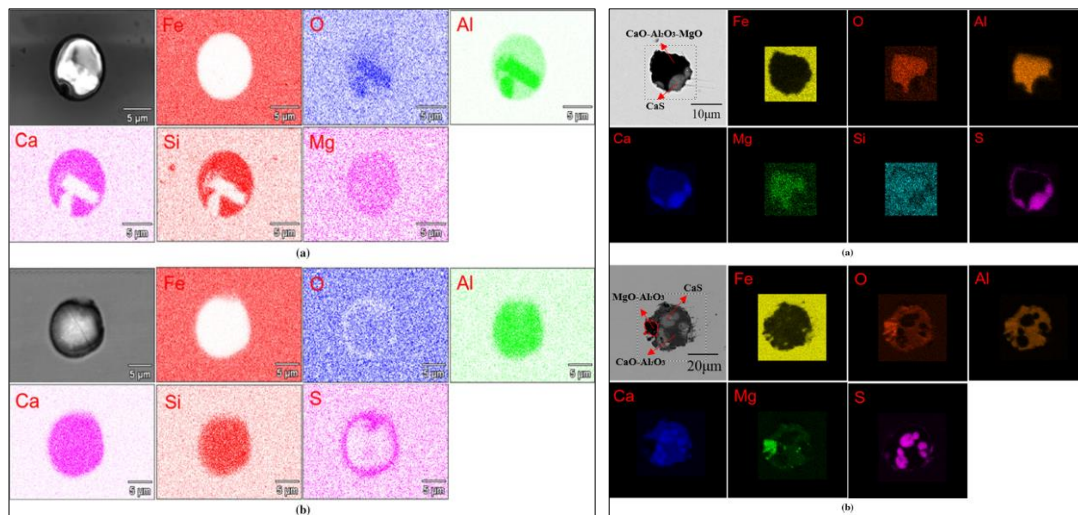 Fe
O
Al
5 µm
5 µm
5 µm
5 µm
Ca
Si
Mg
5 µm
5 µm
5 µm
(a)
Fe
O
Al
5 µm
5 µm
5 µm
5 µm
Ca
Si
S
5 µm
5 µm
5 µm
(b)
CaO-Al₂O₃-MgO
CaS
10µm
Fe
O
Al
Ca
Mg
Si
S
(a)
MgO-Al₂O₃
CaS
CaO-Al₂O₃
20µm
Fe
O
Al
Ca
Mg
S
(b)